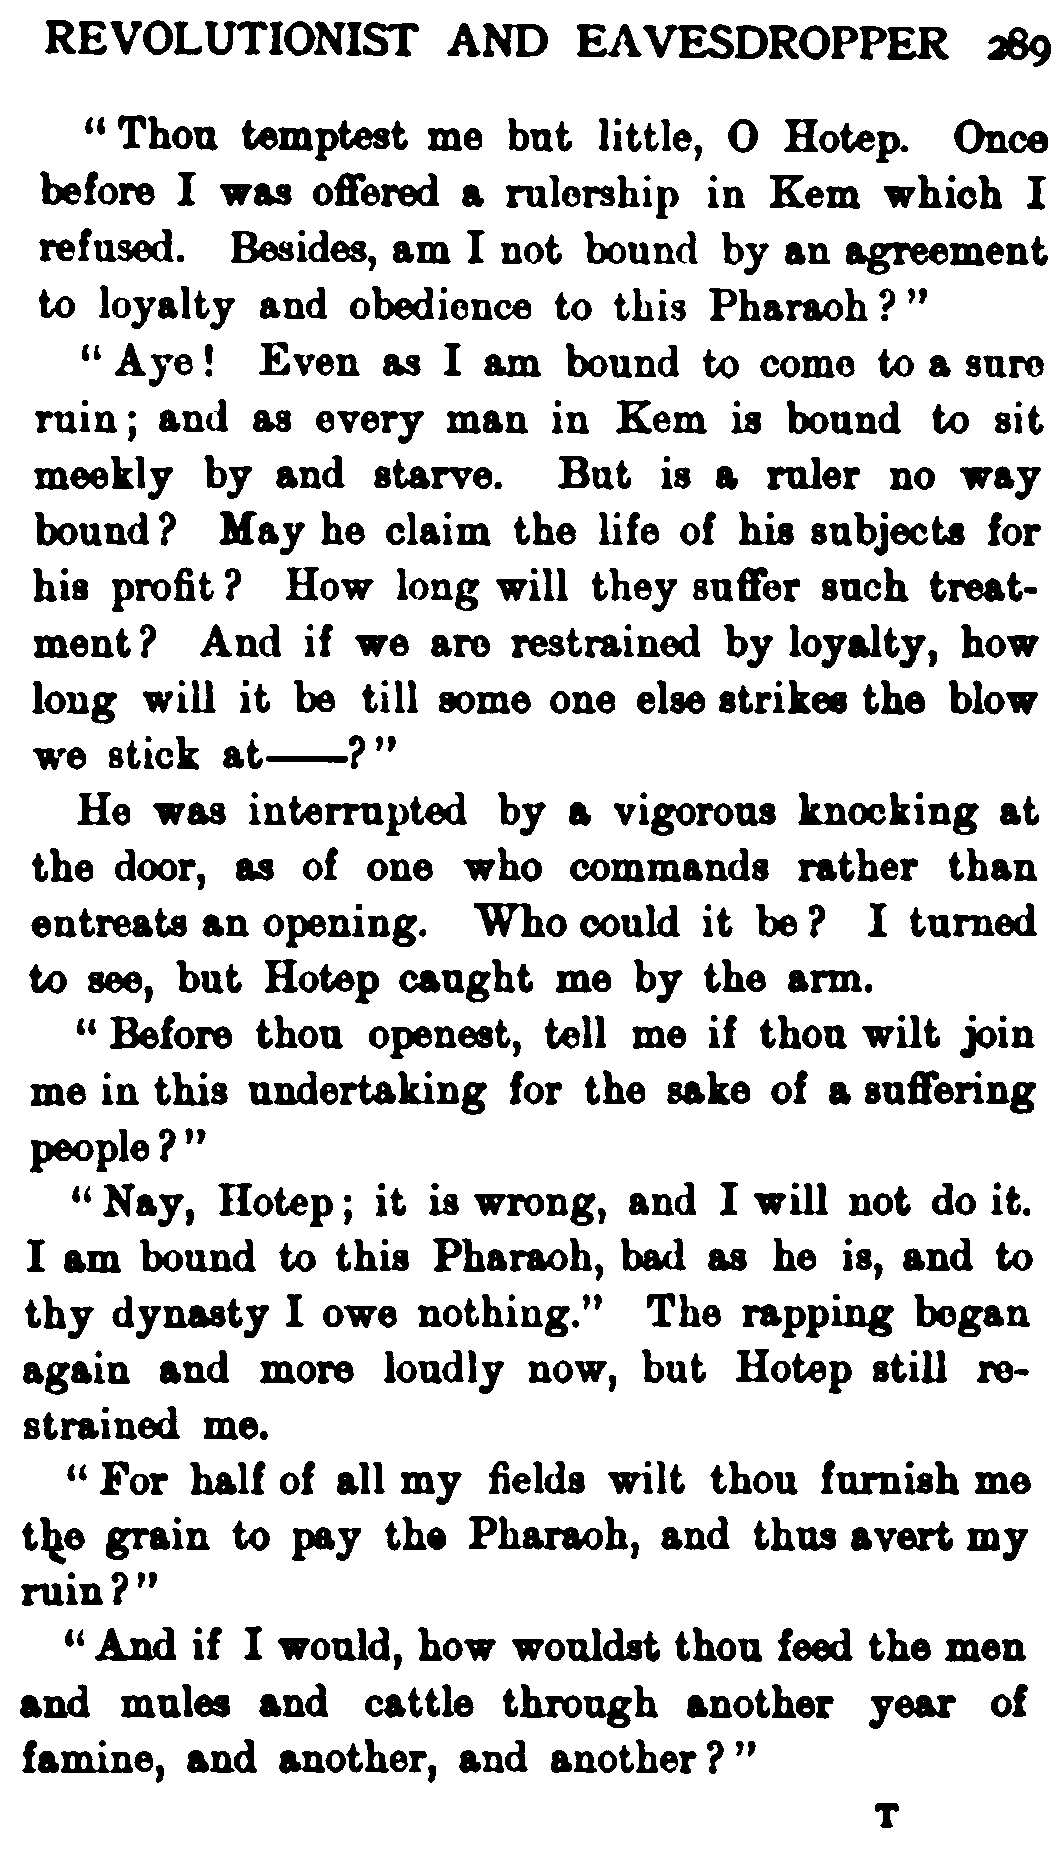 REVOLUTIONIST AND EAVESDROPPER 289
“Thou temptest me but little, O Hotep. Once
before I was offered a rulership in Kem which I
refused. Besides, am I not bound by an agreement
to loyalty and obedience to this Pharaoh?”
“Aye! Even as I am bound to come to a sure
ruin; and as every man in Kem is bound to sit
meekly by and starve. But is a ruler no way
bound? May he claim the life of his subjects for
his profit? How long will they suffer such treat-
ment? And if we are restrained by loyalty, how
long will it be till some one else strikes the blow
we stick at——?”
He was interrupted by a vigorous knocking at
the door, as of one who commands rather than
entreats an opening. Who could it be? I turned
to see, but Hotep caught me by the arm.
“Before thou openest, tell me if thou wilt join
me in this undertaking for the sake of a suffering
people?”
“Nay, Hotep; it is wrong, and I will not do it.
I am bound to this Pharaoh, bad as he is, and to
thy dynasty I owe nothing.” The rapping began
again and more loudly now, but Hotep still re-
strained me.
“For half of all my fields wilt thou furnish me
the grain to pay the Pharaoh, and thus avert my
ruin?”
“And if I would, how wouldst thou feed the men
and mules and cattle through another year of
famine, and another, and another?”
T